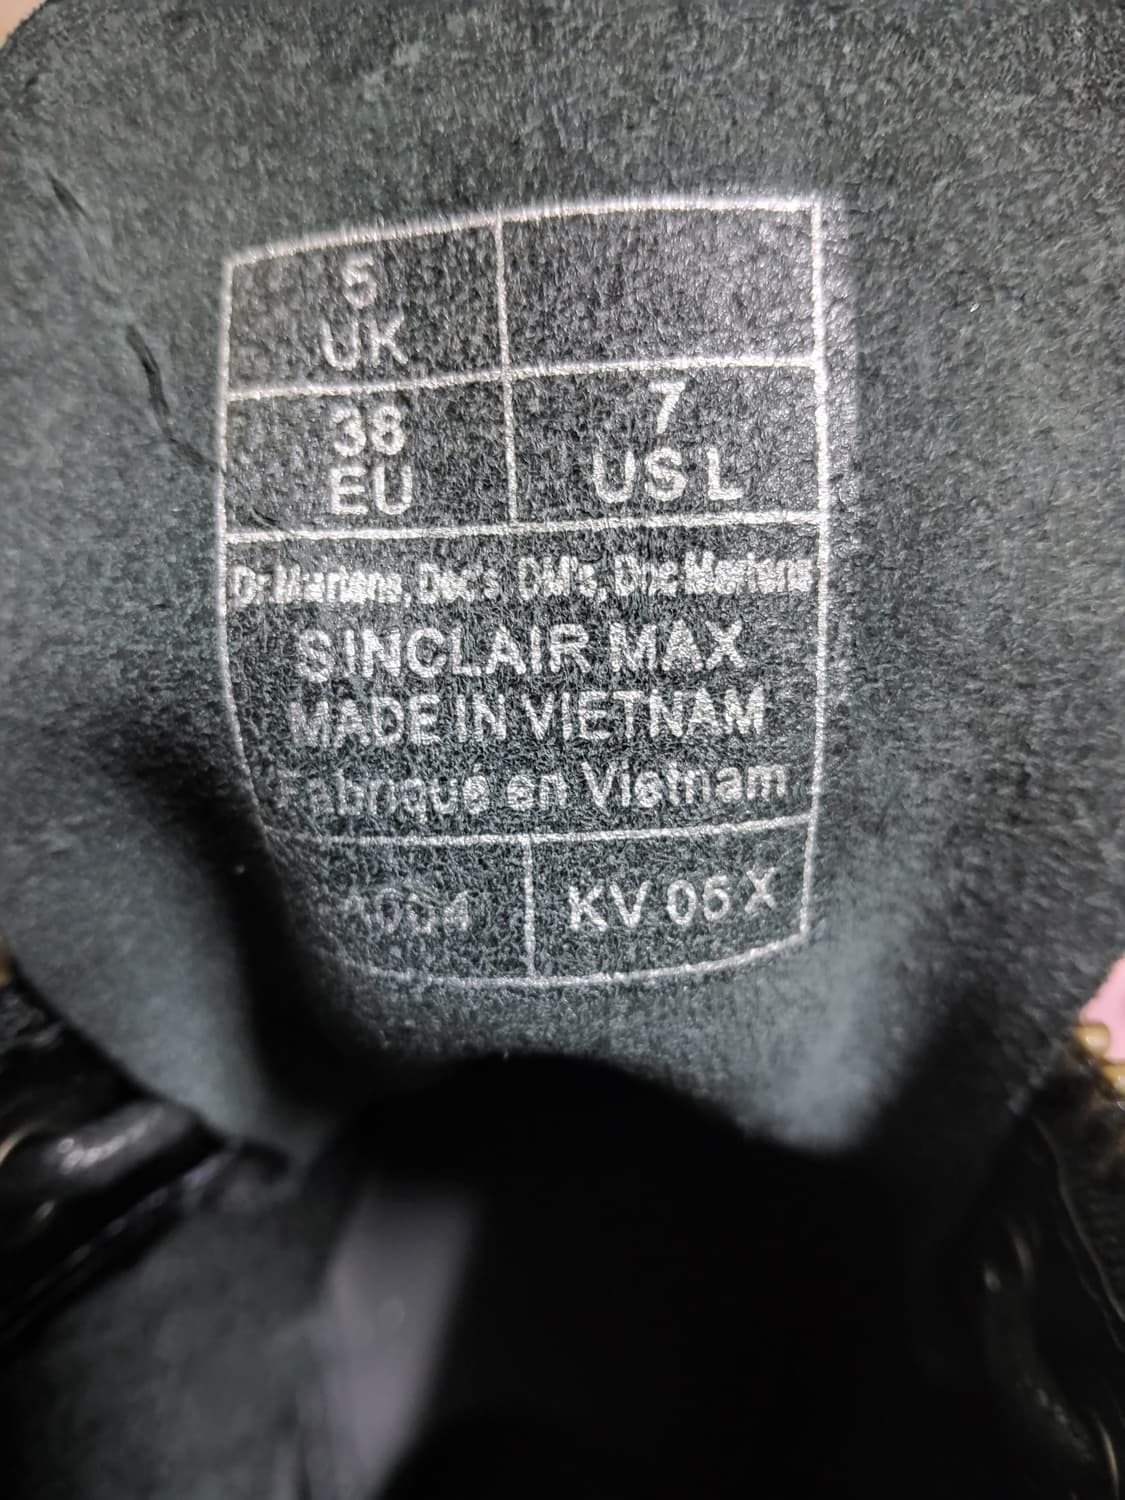 5
UK
38
EU
7
US L
Dr. Martens, Doc's, DM's, Doc Martens
SINCLAIR MAX
MADE IN VIETNAM
Fabriqué en Vietnam
KV 05 X